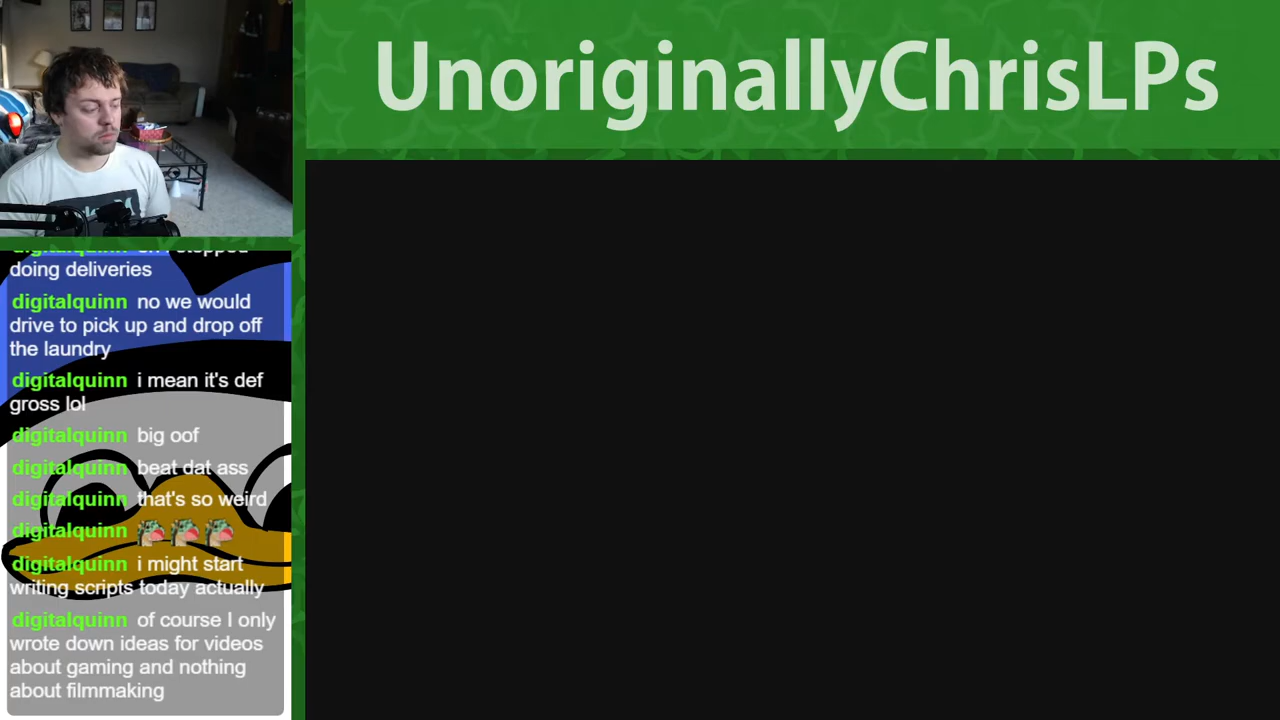 UnoriginallyChrisLPs
doing deliveries
digitalquinn no we would
drive to pick up and drop off
the laundry
digitalquinn i mean it's def
gross lol
digitalquinn big oof
digitalquinn beat dat ass
digitalquinn that's so weird
digitalquinn
digitalquinn i might start
writing scripts today actually
digitalquinn of course I only
wrote down ideas for videos
about gaming and nothing
about filmmaking